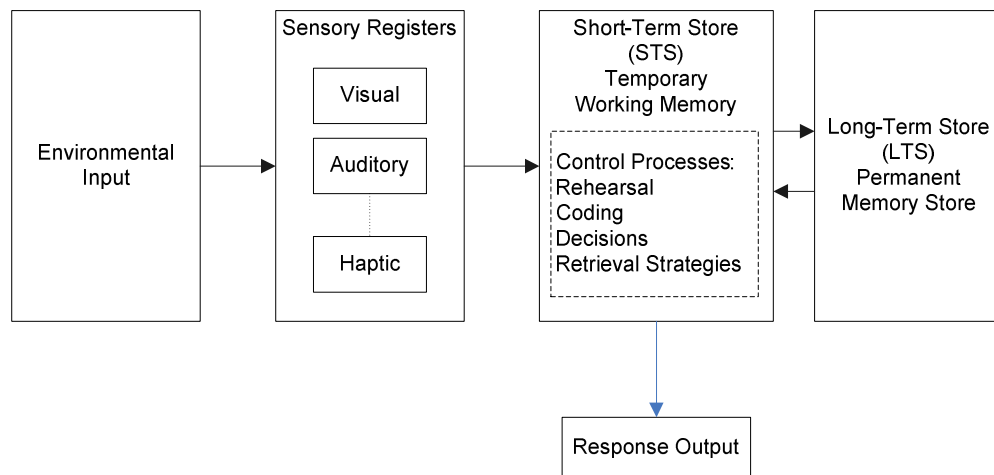 Environmental
Input
Sensory Registers
Visual
Auditory
Haptic
Short-Term Store
(STS)
Temporary
Working Memory
Control Processes:
Rehearsal
Coding
Decisions
Retrieval Strategies
Long-Term Store
(LTS)
Permanent
Memory Store
Response Output